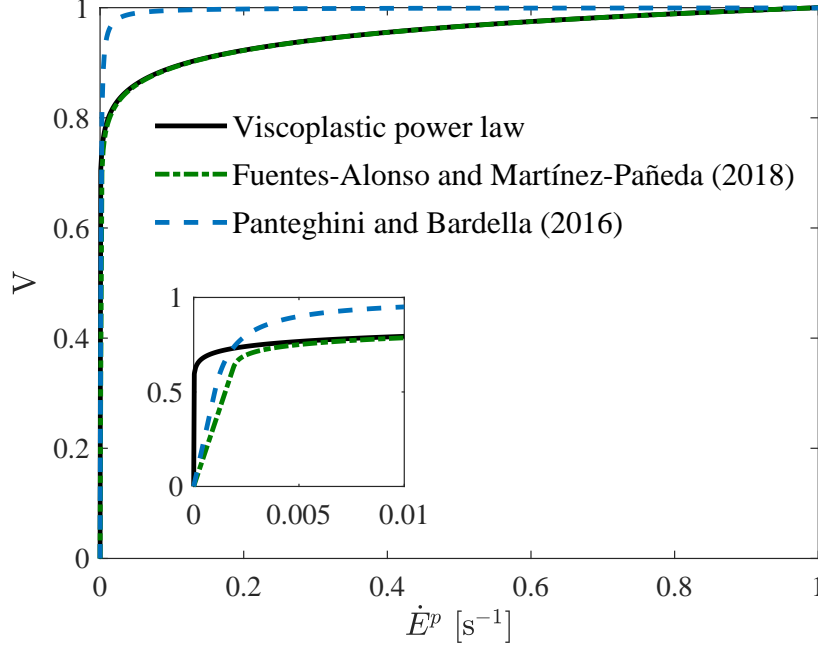 1
0.8
0.6
0.4
0.2
0
V
Viscoplastic power law
Fuentes-Alonso and Martínez-Pañeda (2018)
Panteghini and Bardella (2016)
1
0.5
0
0 0.005 0.01
0 0.2 0.4 0.6 0.8 1
Ė^p [s⁻¹]